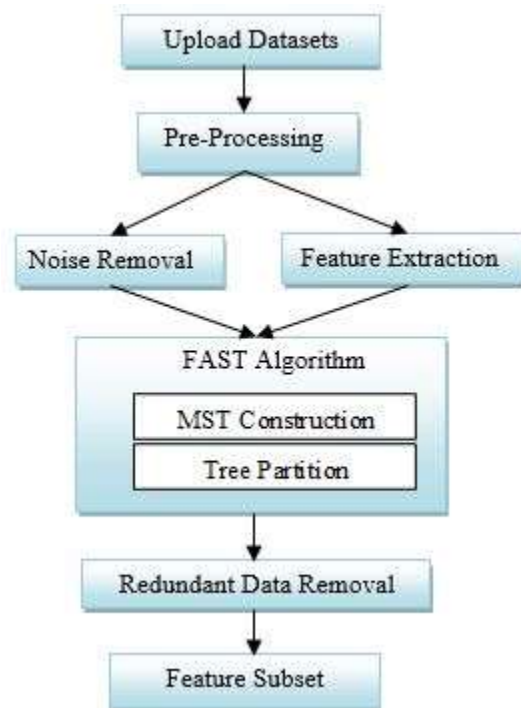 Upload Datasets
Pre-Processing
Noise Removal
Feature Extraction
FAST Algorithm
MST Construction
Tree Partition
Redundant Data Removal
Feature Subset